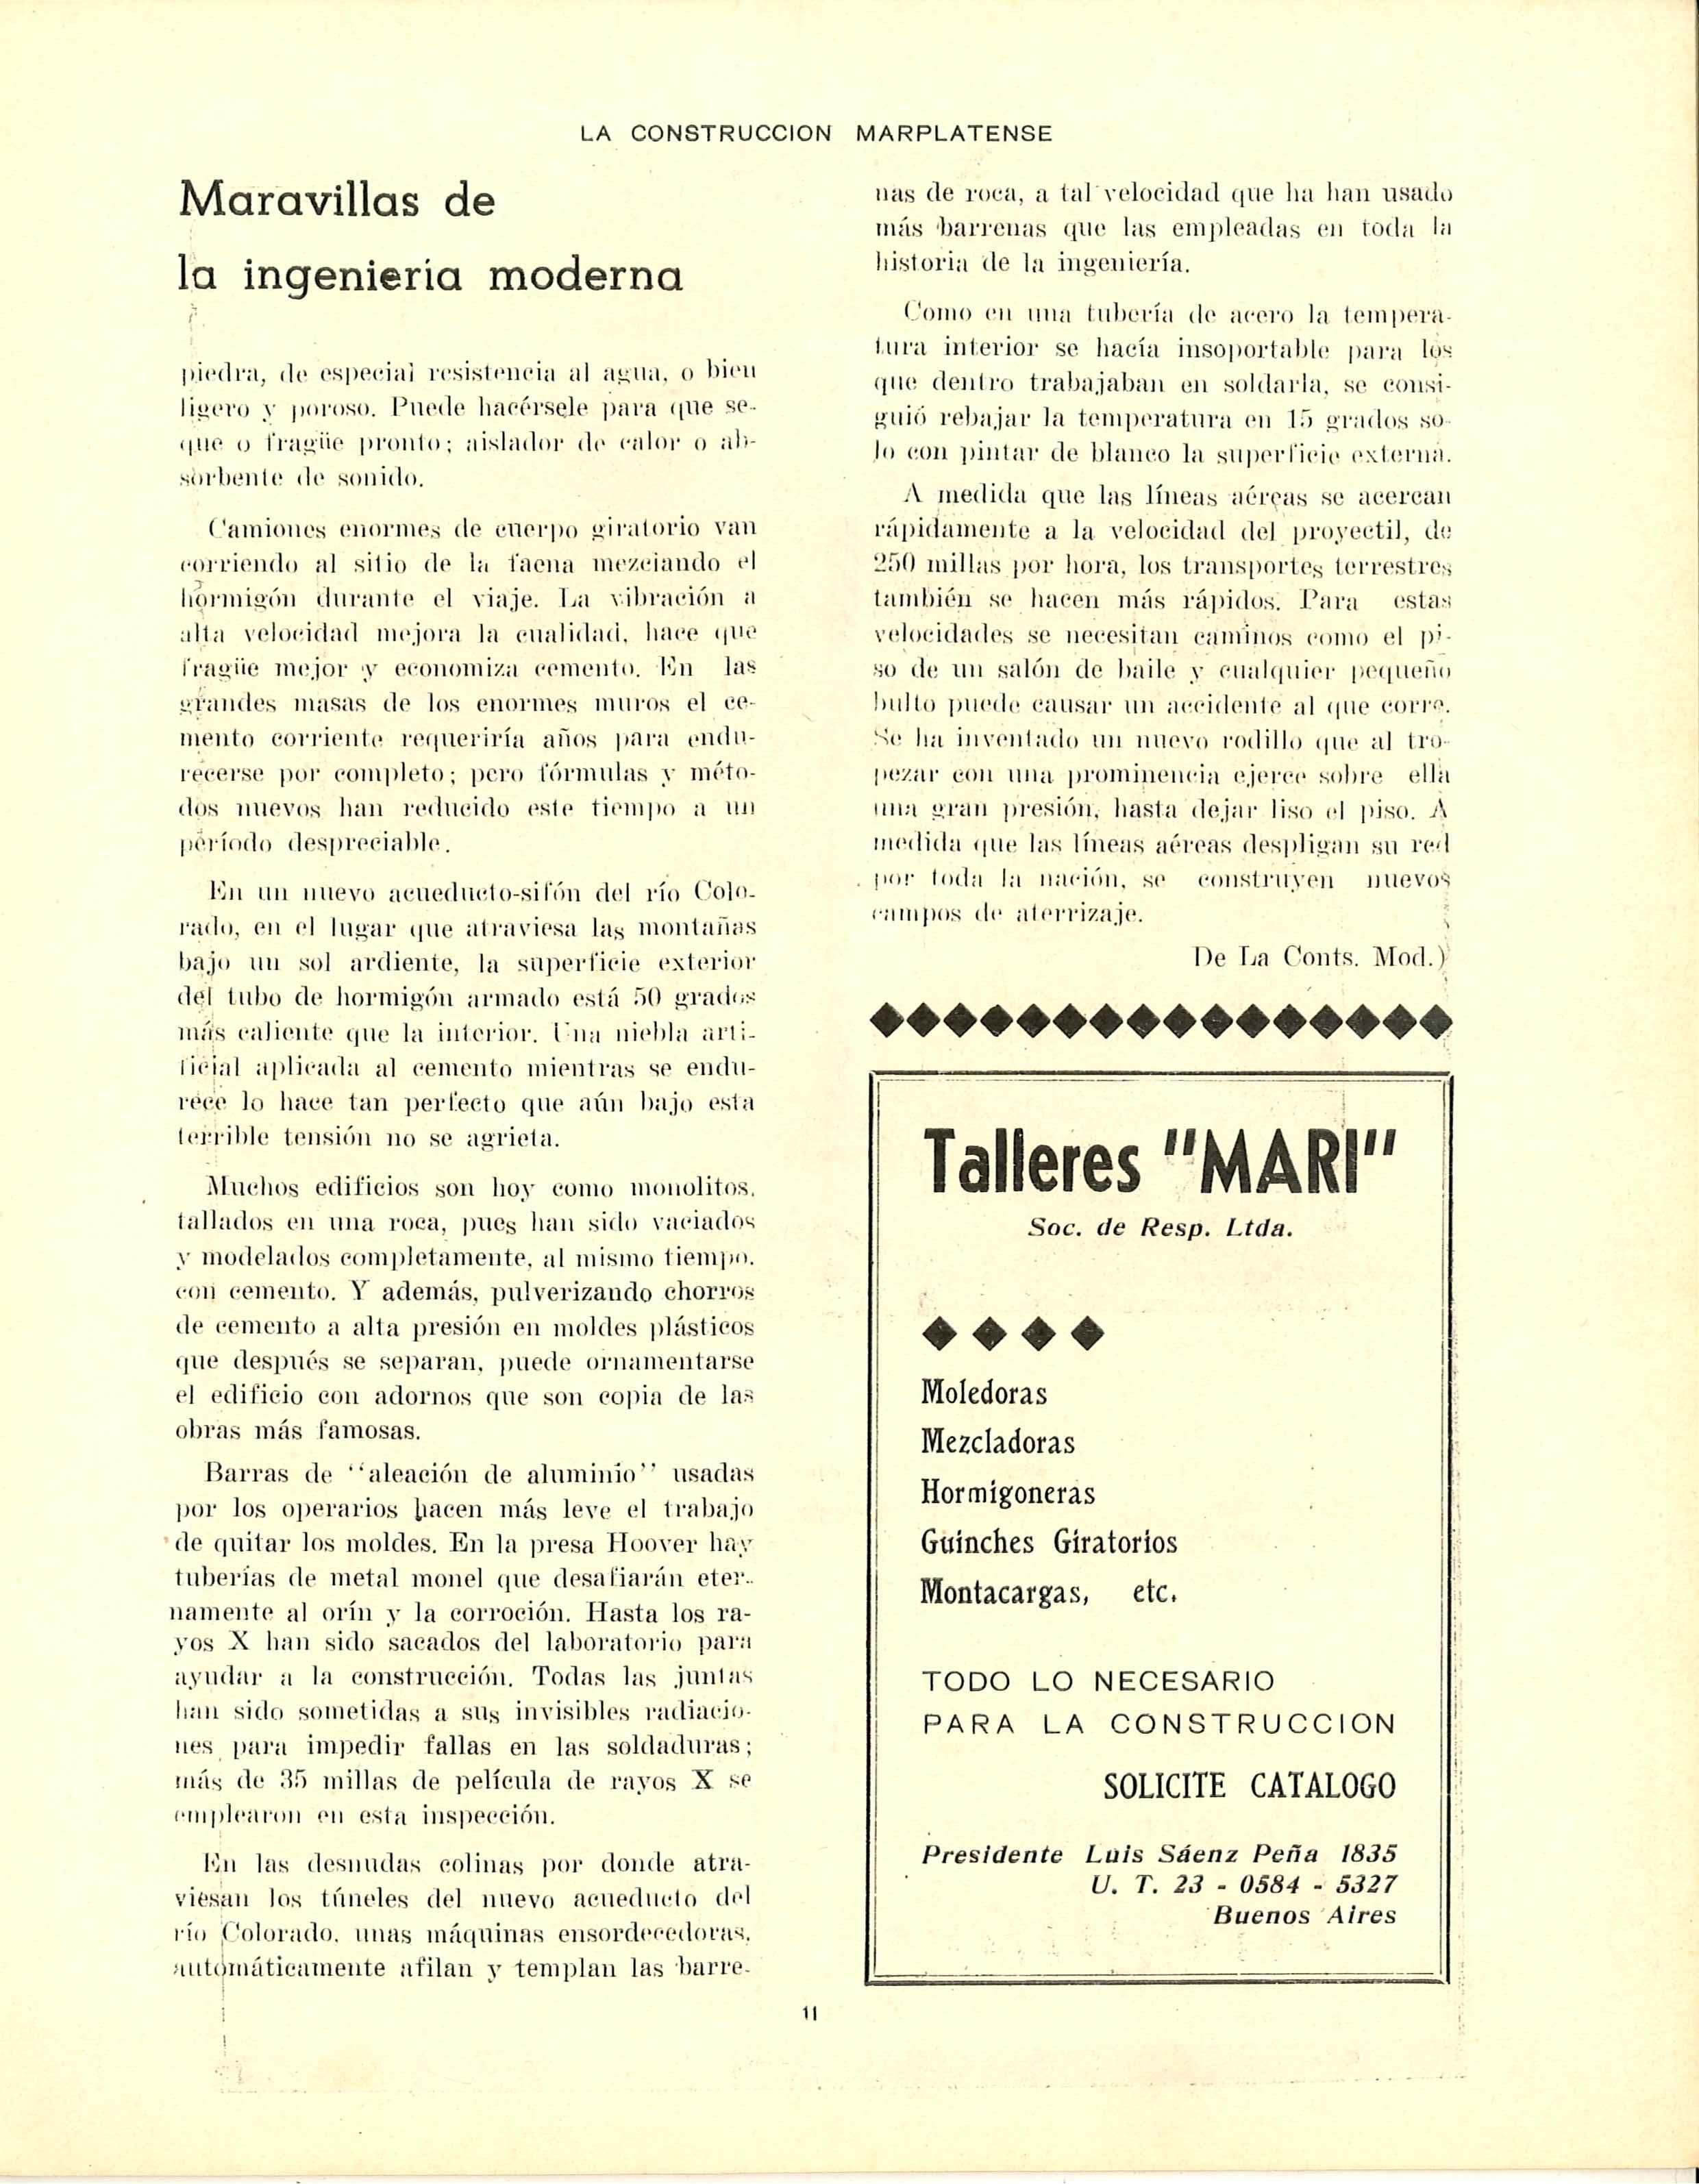 LA CONSTRUCCION MARPLATENSE
Maravillas de
la ingeniería moderna
piedra, de especial resistencia al agua, o bien
ligero y poroso. Puede hacérsele para que se-
que o fragüe pronto; aislador de calor o ab-
sorbente de sonido.
Camiones enormes de cuerpo giratorio van
corriendo al sitio de la faena mezclando el
hormigón durante el viaje. La vibración a
alta velocidad mejora la cualidad, hace que
fragüe mejor y economiza cemento. En las
grandes masas de los enormes muros el ce-
mento corriente requeriría años para endu-
recerse por completo; pero fórmulas y méto-
dos nuevos han reducido este tiempo a un
período despreciable.
En un nuevo acueducto-sifón del río Colo-
rado, en el lugar que atraviesa las montañas
bajo un sol ardiente, la superficie exterior
del tubo de hormigón armado está 50 grados
más caliente que la interior. Una niebla arti-
ficial aplicada al cemento mientras se endu-
rece lo hace tan perfecto que aún bajo esta
terrible tensión no se agrieta.
Muchos edificios son hoy como monolitos,
tallados en una roca, pues han sido vaciados
y modelados completamente, al mismo tiempo,
con cemento. Y además, pulverizando chorros
de cemento a alta presión en moldes plásticos
que después se separan, puede ornamentarse
el edificio con adornos que son copia de las
obras más famosas.
Barras de "aleación de aluminio" usadas
por los operarios hacen más leve el trabajo
de quitar los moldes. En la presa Hoover hay
tuberías de metal monel que desafiarán eter-
namente al orín y la corroción. Hasta los ra-
yos X han sido sacados del laboratorio para
ayudar a la construcción. Todas las juntas
han sido sometidas a sus invisibles radiacio-
nes para impedir fallas en las soldaduras;
más de 35 millas de película de rayos X se
emplearon en esta inspección.
En las desnudas colinas por donde atra-
viesan los túneles del nuevo acueducto del
río Colorado, unas máquinas ensordecedoras,
automáticamente afilan y templan las barre-
nas de roca, a tal velocidad que ha han usado
más barrenas que las empleadas en toda la
historia de la ingeniería.
Como en una tubería de acero la tempera-
tura interior se hacía insoportable para los
que dentro trabajaban en soldarla, se consi-
guió rebajar la temperatura en 15 grados so-
lo con pintar de blanco la superficie externa.
A medida que las líneas aéreas se acercan
rápidamente a la velocidad del proyectil, de
250 millas por hora, los transportes terrestres
también se hacen más rápidos. Para estas
velocidades se necesitan caminos como el pi-
so de un salón de baile y cualquier pequeño
bulto puede causar un accidente al que corre.
Se ha inventado un nuevo rodillo que al tro-
pezar con una prominencia ejerce sobre ella
una gran presión, hasta dejar liso el piso. A
medida que las líneas aéreas despligan su red
por toda la nación, se construyen nuevos
campos de aterrizaje.
De La Conts. Mod.)
Talleres "MARI"
Soc. de Resp. Ltda.
Moledoras
Mezcladoras
Hormigoneras
Guinches Giratorios
Montacargas, etc.
TODO LO NECESARIO
PARA LA CONSTRUCCION
SOLICITE CATALOGO
Presidente Luis Sáenz Peña 1835
U. T. 23 - 0584 - 5327
Buenos Aires
11